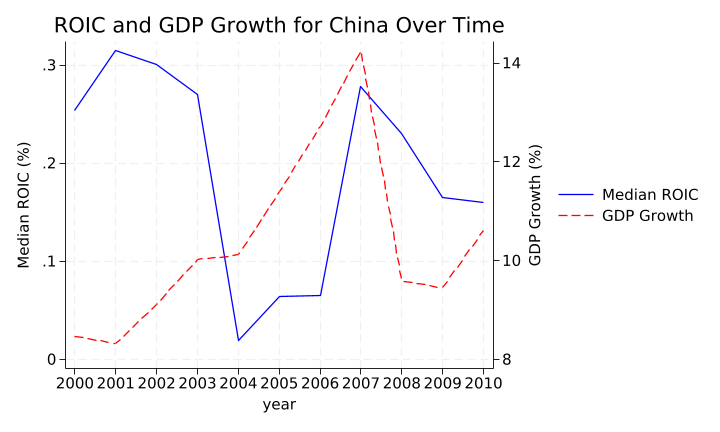 ROIC and GDP Growth for China Over Time
Median ROIC (%)
.3
.2
.1
0
14
12
10
8
GDP Growth (%)
2000 2001 2002 2003 2004 2005 2006 2007 2008 2009 2010
year
Median ROIC
GDP Growth